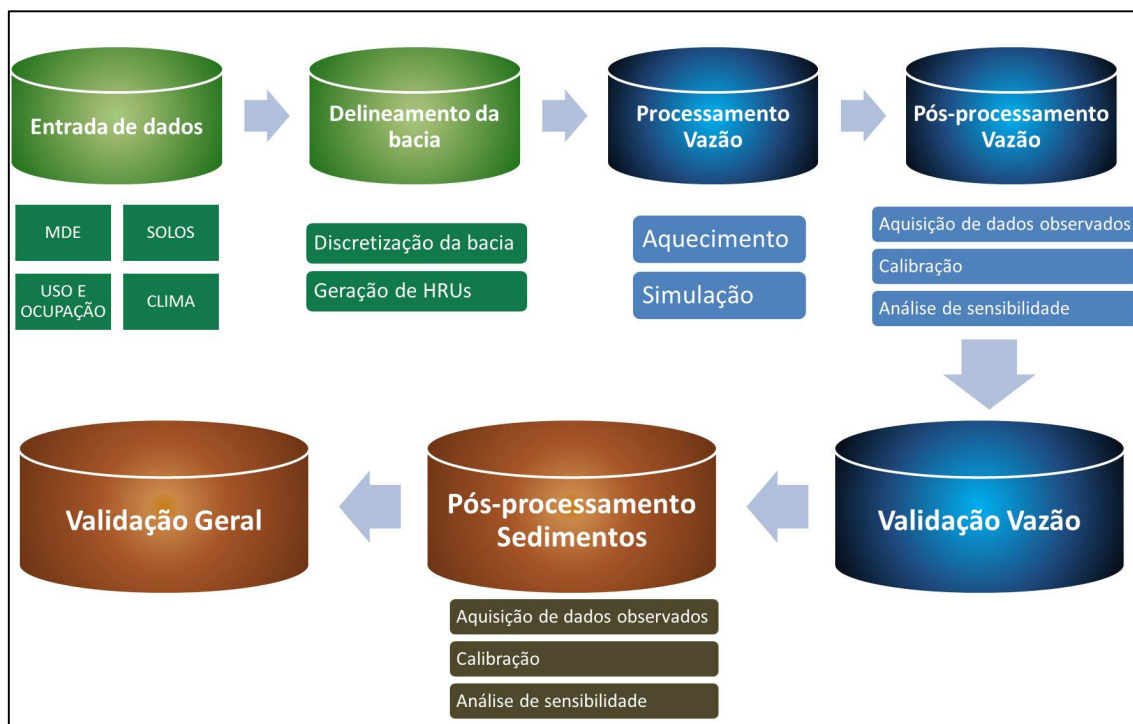 Entrada de dados
Delineamento da
bacia
Processamento
Vazão
Pós-processamento
Vazão
MDE
SOLOS
USO E
OCUPAÇÃO
CLIMA
Discretização da bacia
Geração de HRUs
Aquecimento
Simulação
Aquisição de dados observados
Calibração
Análise de sensibilidade
Validação Geral
Pós-processamento
Sedimentos
Validação Vazão
Aquisição de dados observados
Calibração
Análise de sensibilidade